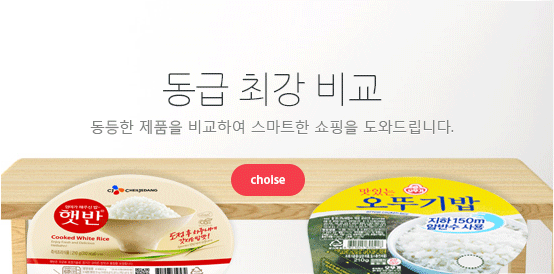 동급 최강 비교
동등한 제품을 비교하여 스마트한 쇼핑을 도와드립니다.
choise
CJ CHEILJEDANG
햇반
Cooked White Rice
맛있는
오뚜기밥
지하150m
암반수 사용
210g